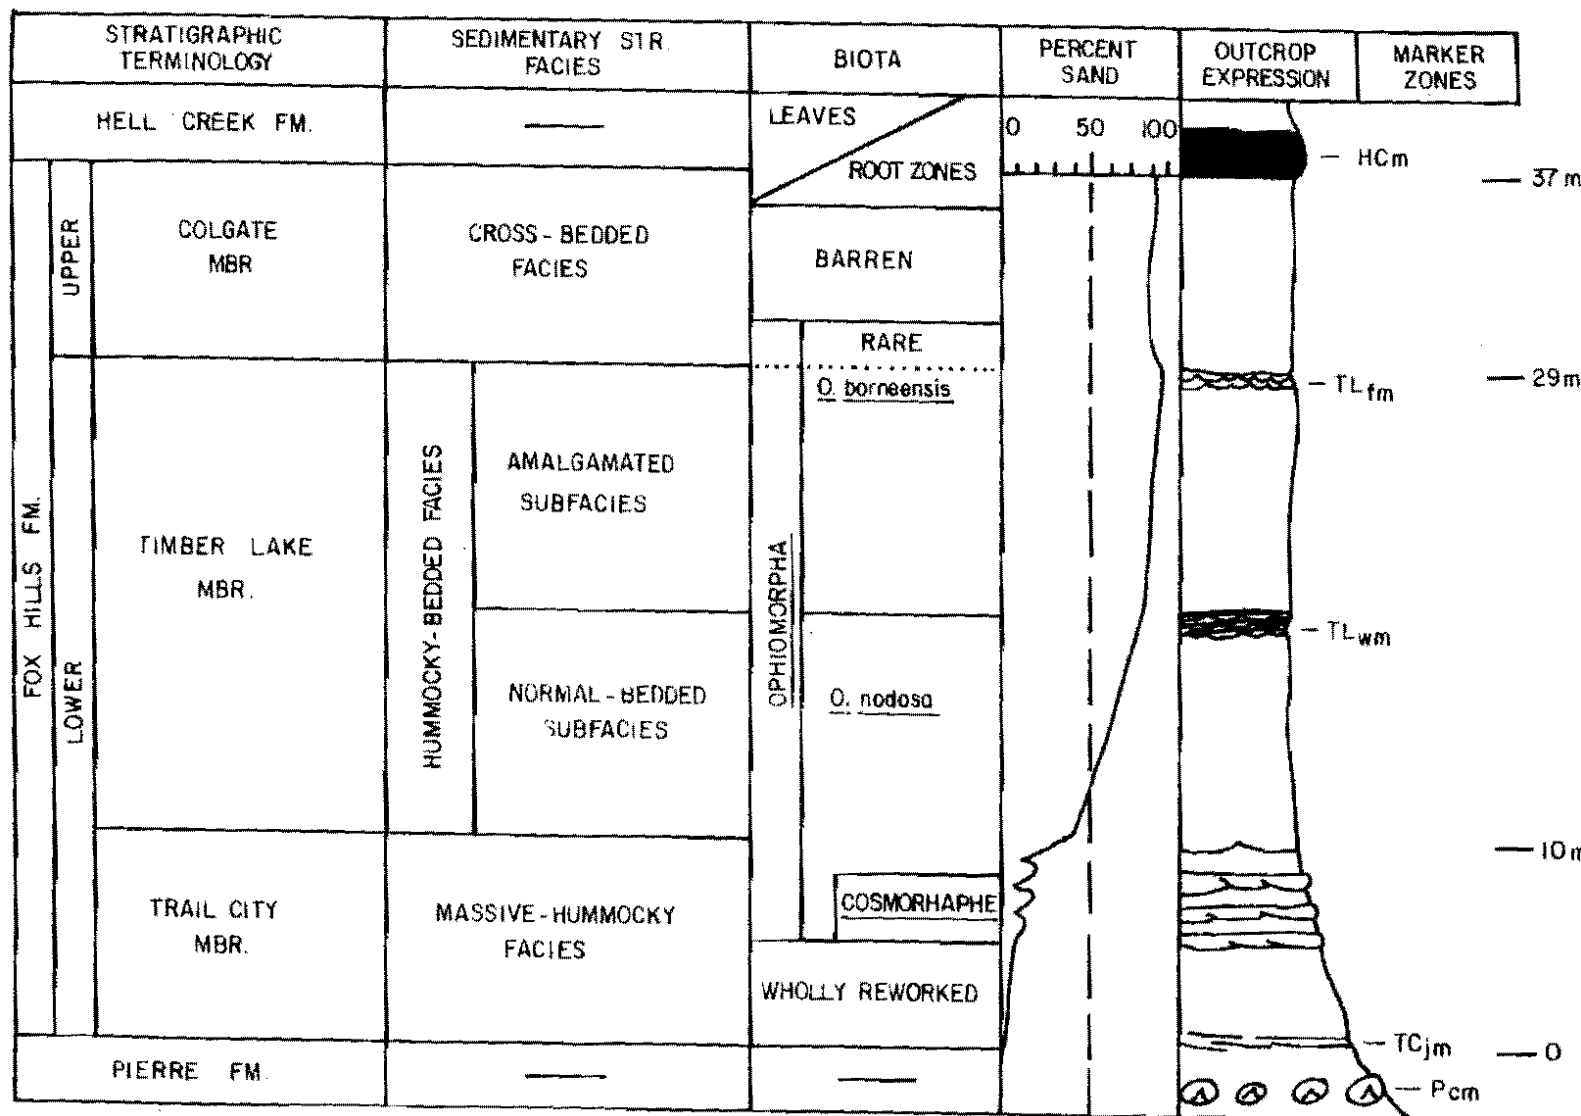 STRATIGRAPHIC
TERMINOLOGY
SEDIMENTARY STR.
FACIES
BIOTA
PERCENT
SAND
OUTCROP
EXPRESSION
MARKER
ZONES
HELL CREEK FM.
LEAVES
ROOT ZONES
0 50 100
HCm
37m
FOX HILLS FM.
UPPER
COLGATE
MBR
CROSS-BEDDED
FACIES
BARREN
RARE
29m
TLfm
O. borneensis
LOWER
TIMBER LAKE
MBR.
HUMMOCKY-BEDDED FACIES
AMALGAMATED
SUBFACIES
OPHIOMORPHA
TLwm
NORMAL-BEDDED
SUBFACIES
O. nodosa
10m
TRAIL CITY
MBR.
MASSIVE-HUMMOCKY
FACIES
COSMORHAPHE
WHOLLY REWORKED
TCjm
0
PIERRE FM.
Pcm